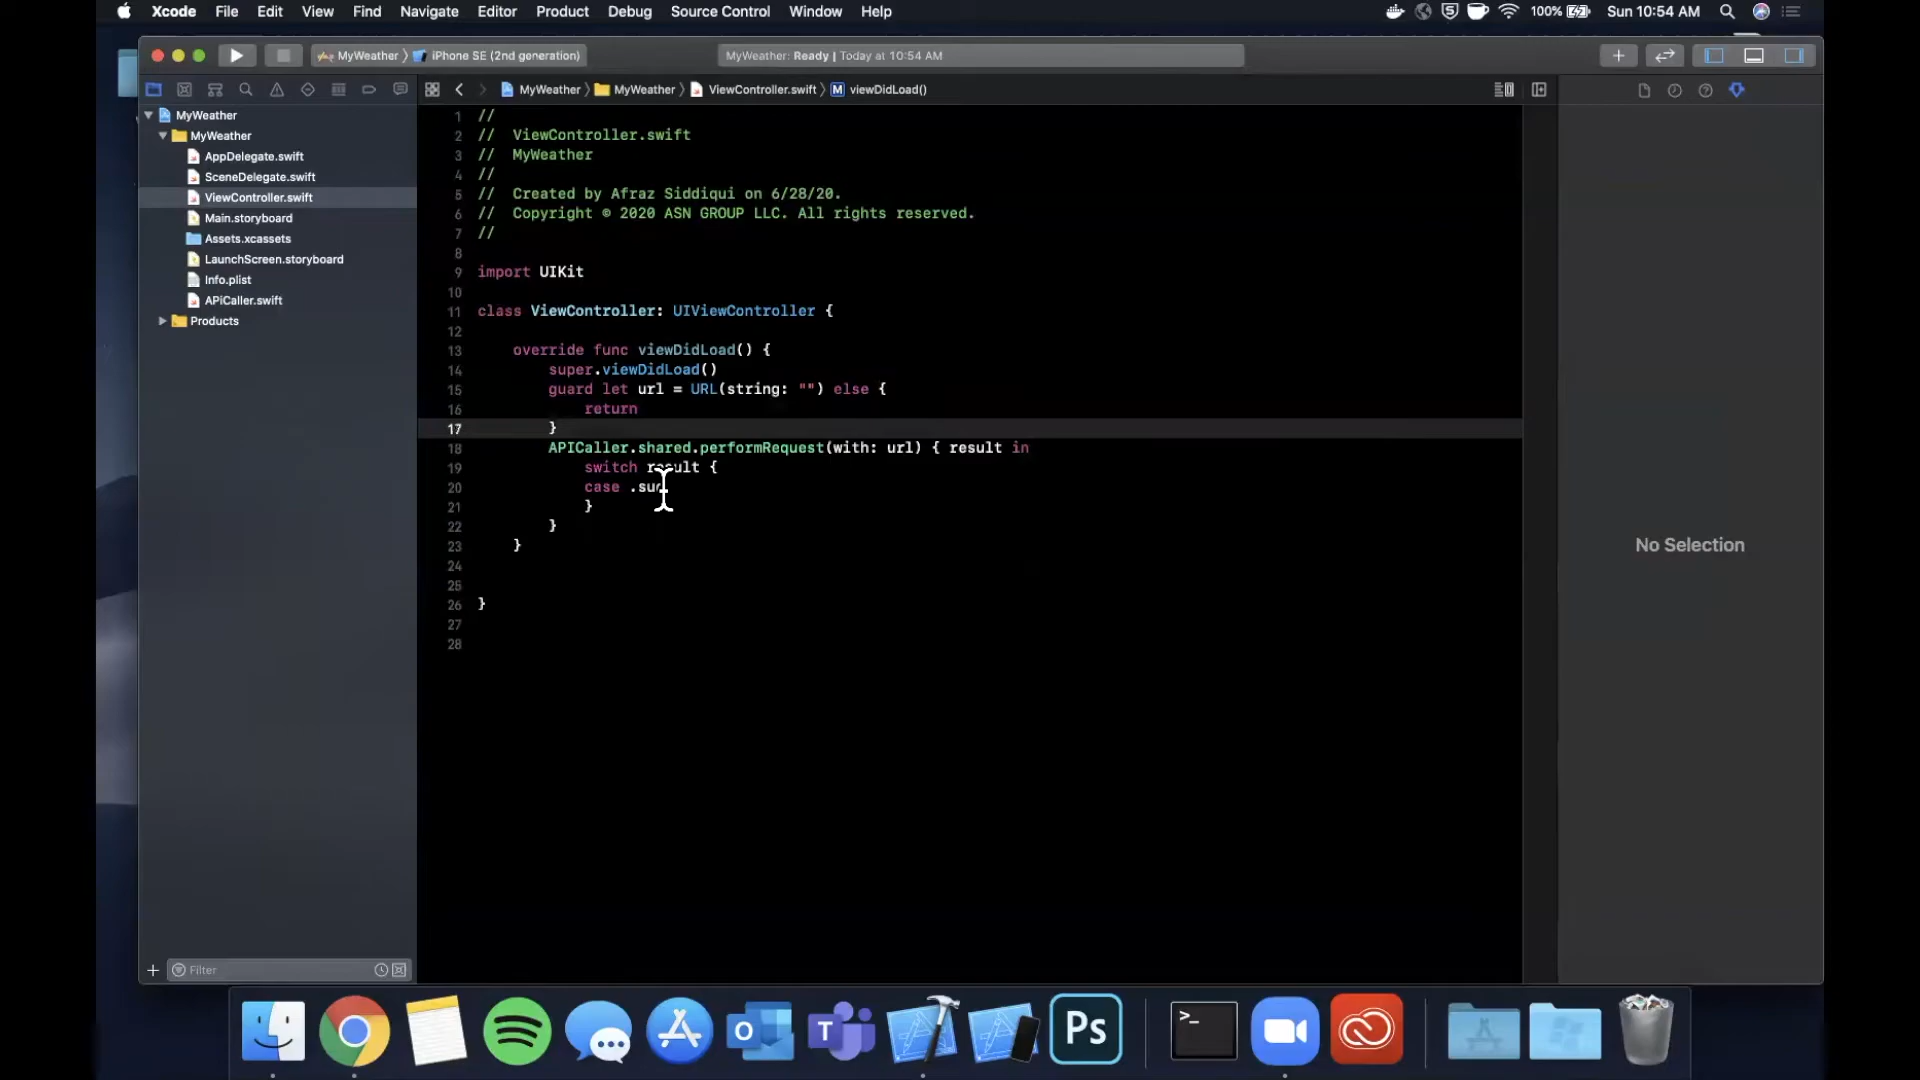 Xcode File Edit View Find Navigate Editor Product Debug Source Control Window Help 100% Sun 10:54 AM
MyWeather iPhone SE (2nd generation) MyWeather: Ready | Today at 10:54 AM
MyWeather MyWeather ViewController.swift M viewDidLoad()
MyWeather
MyWeather
AppDelegate.swift
SceneDelegate.swift
ViewController.swift
Main.storyboard
Assets.xcassets
LaunchScreen.storyboard
Info.plist
APiCaller.swift
Products
1 //
2 // ViewController.swift
3 // MyWeather
4 //
5 // Created by Afraz Siddiqui on 6/28/20.
6 // Copyright © 2020 ASN GROUP LLC. All rights reserved.
7 //
8
9 import UIKit
10
11 class ViewController: UIViewController {
12
13 override func viewDidLoad() {
14 super.viewDidLoad()
15 guard let url = URL(string: "") else {
16 return
17 }
18 APICaller.shared.performRequest(with: url) { result in
19 switch result {
20 case .suc
21 }
22 }
23 }
24
25
26 }
27
28
No Selection
Filter
O T Ps >_